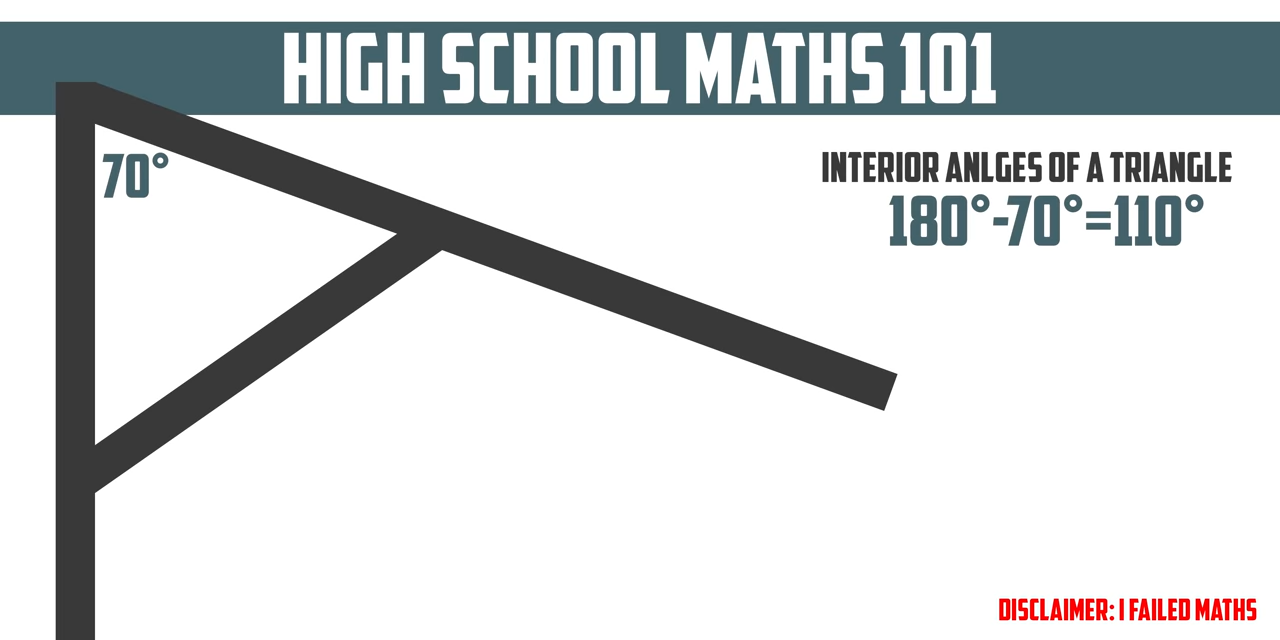 HIGH SCHOOL MATHS 101
70°
INTERIOR ANLGES OF A TRIANGLE
180°-70°=110°
DISCLAIMER: I FAILED MATHS